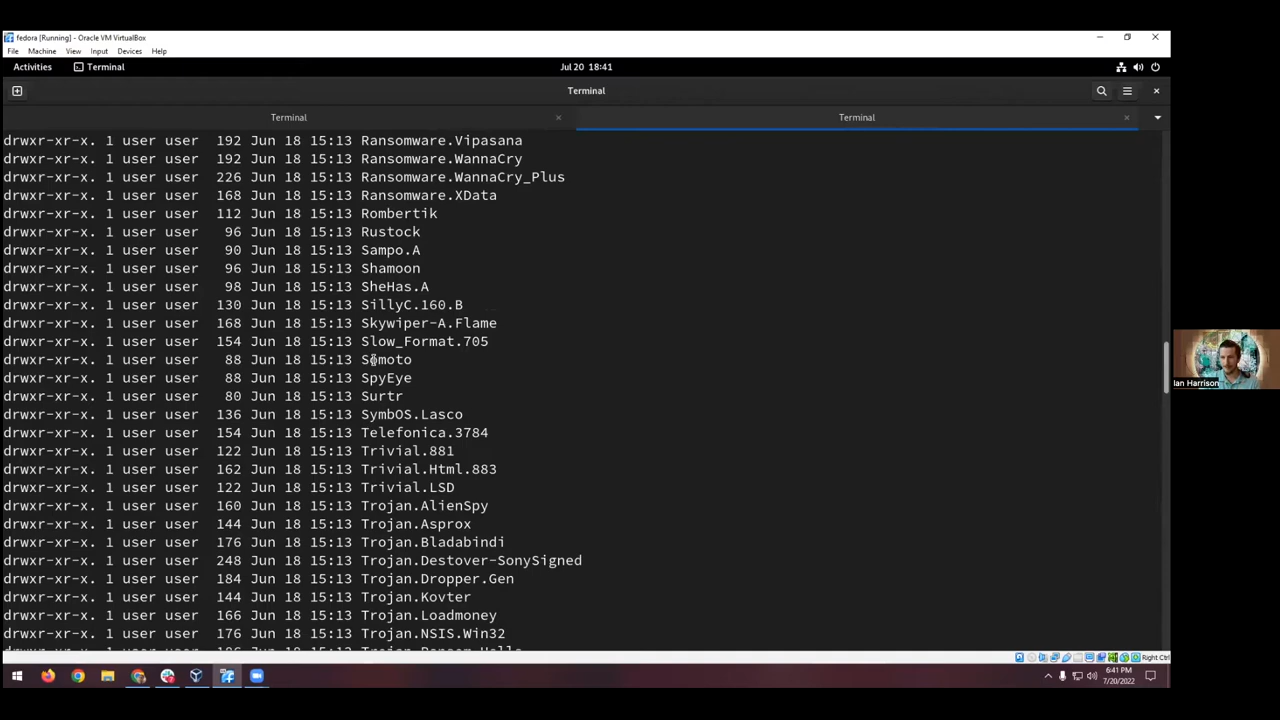 fedora [Running] - Oracle VM VirtualBox
File Machine View Input Devices Help
Activities Terminal Jul 20 18:41
Terminal
Terminal Terminal
drwxr-xr-x. 1 user user 192 Jun 18 15:13 Ransomware.Vipasana
drwxr-xr-x. 1 user user 192 Jun 18 15:13 Ransomware.WannaCry
drwxr-xr-x. 1 user user 226 Jun 18 15:13 Ransomware.WannaCry_Plus
drwxr-xr-x. 1 user user 168 Jun 18 15:13 Ransomware.XData
drwxr-xr-x. 1 user user 112 Jun 18 15:13 Rombertik
drwxr-xr-x. 1 user user 96 Jun 18 15:13 Rustock
drwxr-xr-x. 1 user user 90 Jun 18 15:13 Sampo.A
drwxr-xr-x. 1 user user 96 Jun 18 15:13 Shamoon
drwxr-xr-x. 1 user user 98 Jun 18 15:13 SheHas.A
drwxr-xr-x. 1 user user 130 Jun 18 15:13 SillyC.160.B
drwxr-xr-x. 1 user user 168 Jun 18 15:13 Skywiper-A.Flame
drwxr-xr-x. 1 user user 154 Jun 18 15:13 Slow_Format.705
drwxr-xr-x. 1 user user 88 Jun 18 15:13 Somoto
drwxr-xr-x. 1 user user 88 Jun 18 15:13 SpyEye
drwxr-xr-x. 1 user user 80 Jun 18 15:13 Surtr
drwxr-xr-x. 1 user user 136 Jun 18 15:13 SymbOS.Lasco
drwxr-xr-x. 1 user user 154 Jun 18 15:13 Telefonica.3784
drwxr-xr-x. 1 user user 122 Jun 18 15:13 Trivial.881
drwxr-xr-x. 1 user user 162 Jun 18 15:13 Trivial.Html.883
drwxr-xr-x. 1 user user 122 Jun 18 15:13 Trivial.LSD
drwxr-xr-x. 1 user user 160 Jun 18 15:13 Trojan.AlienSpy
drwxr-xr-x. 1 user user 144 Jun 18 15:13 Trojan.Asprox
drwxr-xr-x. 1 user user 176 Jun 18 15:13 Trojan.Bladabindi
drwxr-xr-x. 1 user user 248 Jun 18 15:13 Trojan.Destover-SonySigned
drwxr-xr-x. 1 user user 184 Jun 18 15:13 Trojan.Dropper.Gen
drwxr-xr-x. 1 user user 144 Jun 18 15:13 Trojan.Kovter
drwxr-xr-x. 1 user user 166 Jun 18 15:13 Trojan.Loadmoney
drwxr-xr-x. 1 user user 176 Jun 18 15:13 Trojan.NSIS.Win32
Right Ctrl
6:41 PM
7/20/2022
Ian Harrison